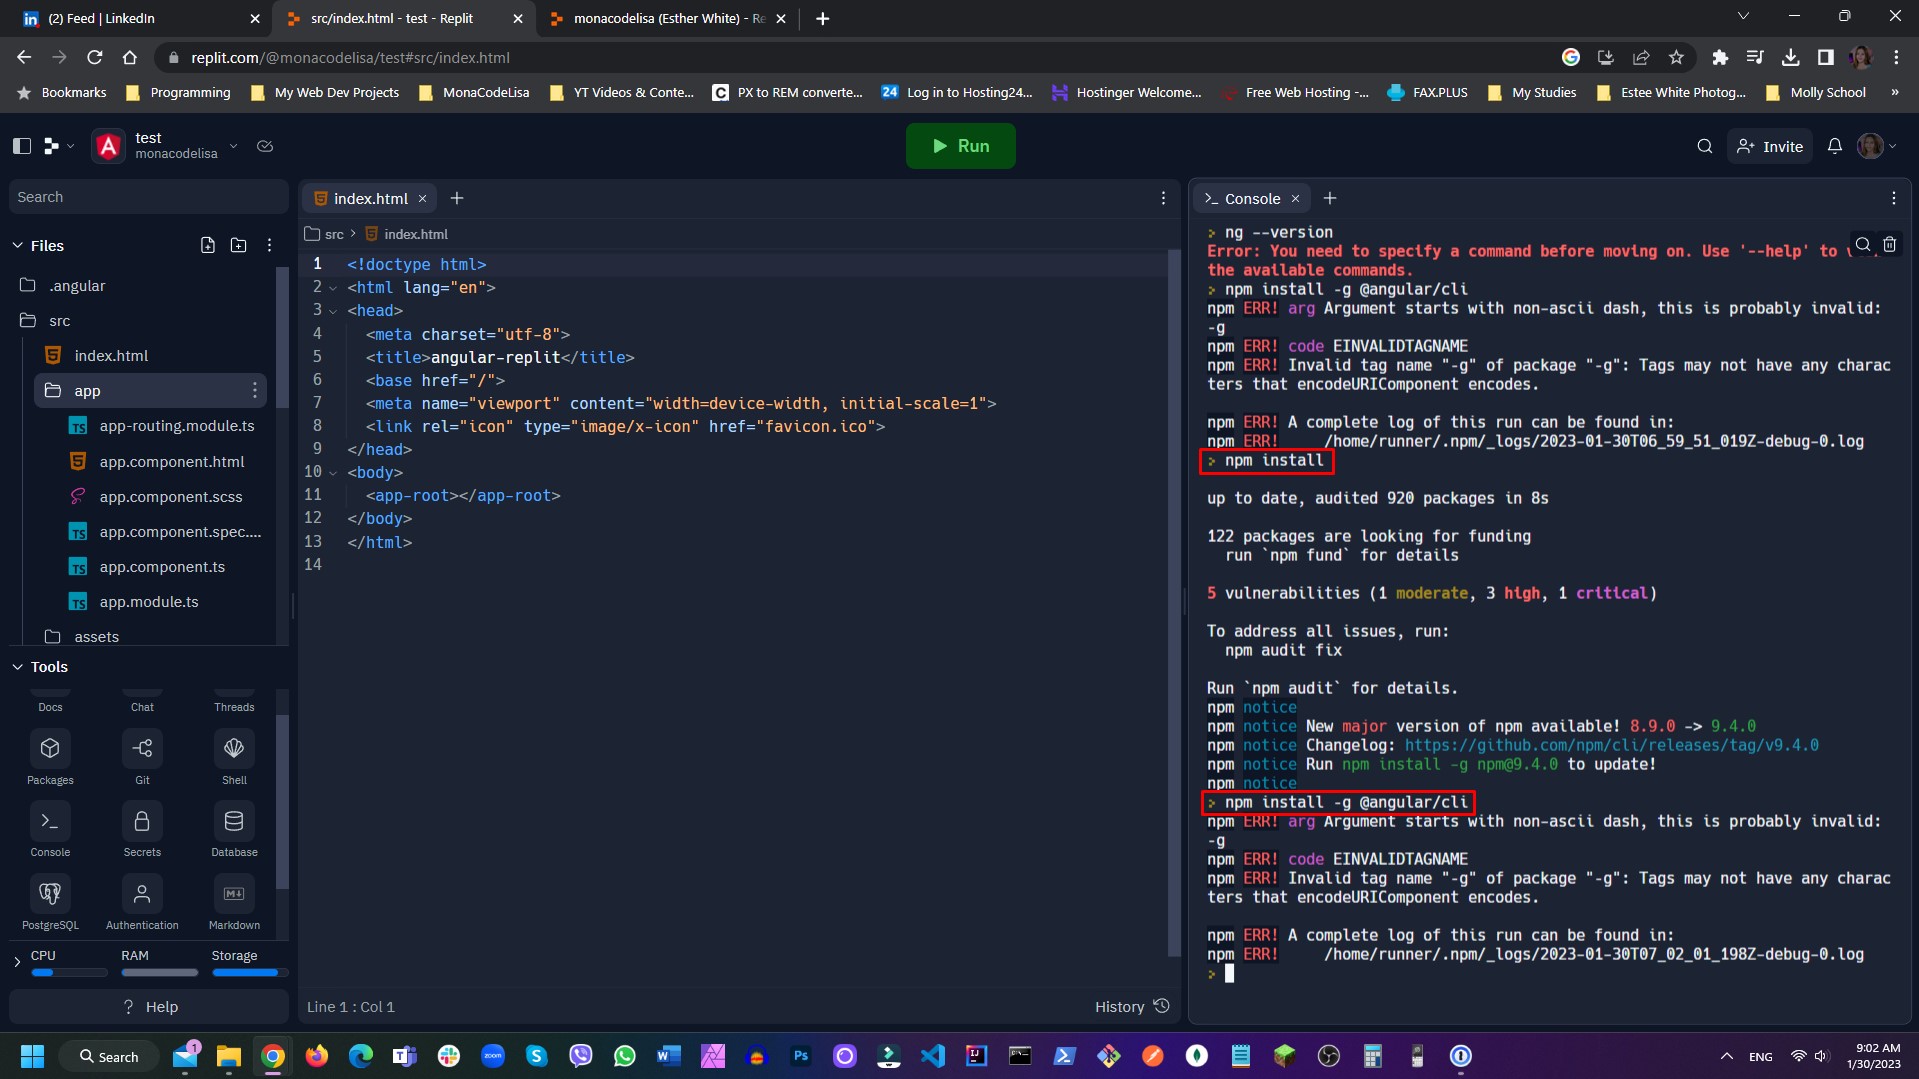 (2) Feed | LinkedIn
src/index.html - test - Replit
monacodelisa (Esther White) - Re
replit.com/@monacodelisa/test#src/index.html
Bookmarks
Programming
My Web Dev Projects
MonaCodeLisa
YT Videos & Conte...
PX to REM converte...
24 Log in to Hosting24...
Hostinger Welcome...
Free Web Hosting -...
FAX.PLUS
My Studies
Estee White Photog...
Molly School
»
test
monacodelisa
Run
Invite
Search
Files
.angular
src
index.html
app
app-routing.module.ts
app.component.html
app.component.scss
app.component.spec....
app.component.ts
app.module.ts
assets
Tools
Docs
Chat
Threads
Packages
Git
Shell
Console
Secrets
Database
PostgreSQL
Authentication
Markdown
CPU
RAM
Storage
? Help
index.html
src > index.html
1 <!doctype html>
2 <html lang="en">
3 <head>
4 <meta charset="utf-8">
5 <title>angular-replit</title>
6 <base href="/">
7 <meta name="viewport" content="width=device-width, initial-scale=1">
8 <link rel="icon" type="image/x-icon" href="favicon.ico">
9 </head>
10 <body>
11 <app-root></app-root>
12 </body>
13 </html>
14
Line 1 : Col 1
History
Console
> ng --version
Error: You need to specify a command before moving on. Use '--help' to
the available commands.
> npm install -g @angular/cli
npm ERR! arg Argument starts with non-ascii dash, this is probably invalid:
-g
npm ERR! code EINVALIDTAGNAME
npm ERR! Invalid tag name "-g" of package "-g": Tags may not have any charac
ters that encodeURIComponent encodes.
npm ERR! A complete log of this run can be found in:
npm ERR! /home/runner/.npm/_logs/2023-01-30T06_59_51_019Z-debug-0.log
> npm install
up to date, audited 920 packages in 8s
122 packages are looking for funding
run `npm fund` for details
5 vulnerabilities (1 moderate, 3 high, 1 critical)
To address all issues, run:
npm audit fix
Run `npm audit` for details.
npm notice
npm notice New major version of npm available! 8.9.0 -> 9.4.0
npm notice Changelog: https://github.com/npm/cli/releases/tag/v9.4.0
npm notice Run npm install -g npm@9.4.0 to update!
npm notice
> npm install -g @angular/cli
npm ERR! arg Argument starts with non-ascii dash, this is probably invalid:
-g
npm ERR! code EINVALIDTAGNAME
npm ERR! Invalid tag name "-g" of package "-g": Tags may not have any charac
ters that encodeURIComponent encodes.
npm ERR! A complete log of this run can be found in:
npm ERR! /home/runner/.npm/_logs/2023-01-30T07_02_01_198Z-debug-0.log
>
Search
1
zoom
Ps
ENG
9:02 AM
1/30/2023